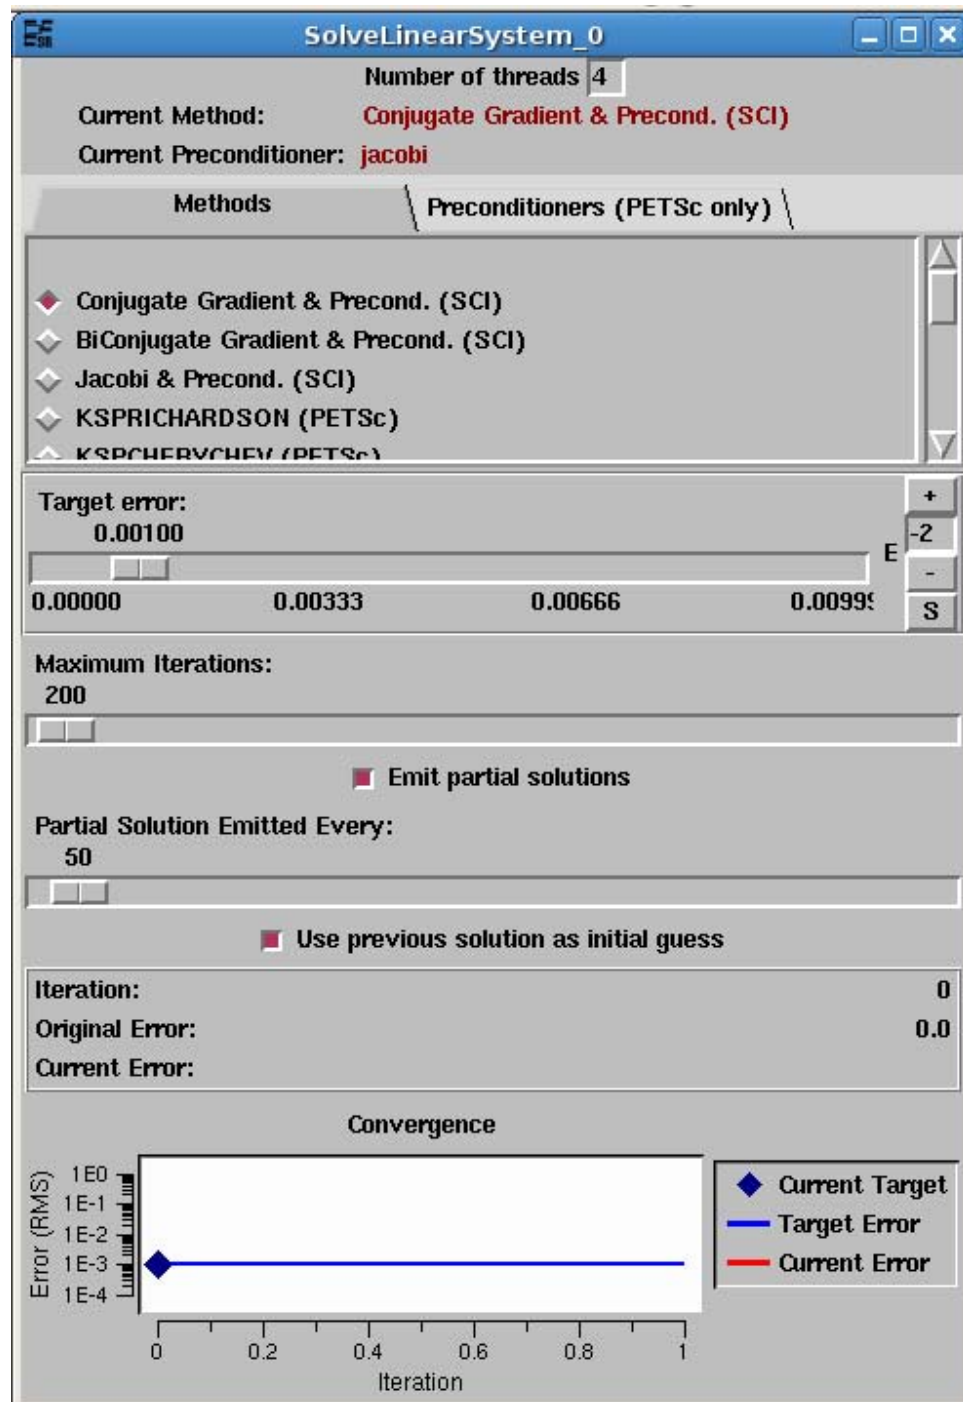 SolveLinearSystem_0
Number of threads 4
Current Method: Conjugate Gradient & Precond. (SCI)
Current Preconditioner: jacobi
Methods Preconditioners (PETSc only)
Conjugate Gradient & Precond. (SCI)
BiConjugate Gradient & Precond. (SCI)
Jacobi & Precond. (SCI)
KSPRICHARDSON (PETSc)
KSPCHEBYCHEV (PETSc)
Target error:
0.00100
+
E -2
-
S
0.00000 0.00333 0.00666 0.0099
Maximum Iterations:
200
Emit partial solutions
Partial Solution Emitted Every:
50
Use previous solution as initial guess
Iteration: 0
Original Error: 0.0
Current Error:
Convergence
Error (RMS)
1E0
1E-1
1E-2
1E-3
1E-4
0 0.2 0.4 0.6 0.8 1
Iteration
Current Target
Target Error
Current Error